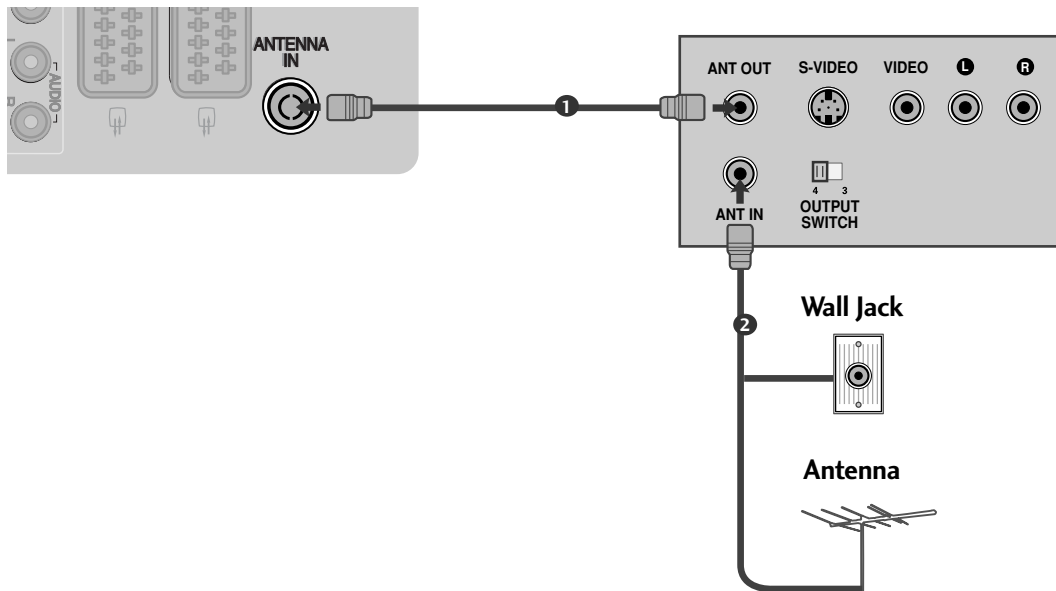 ANTENNA
IN
AUDIO
R
1
ANT OUT
S-VIDEO
VIDEO
L
R
4
3
OUTPUT
SWITCH
ANT IN
2
Wall Jack
Antenna